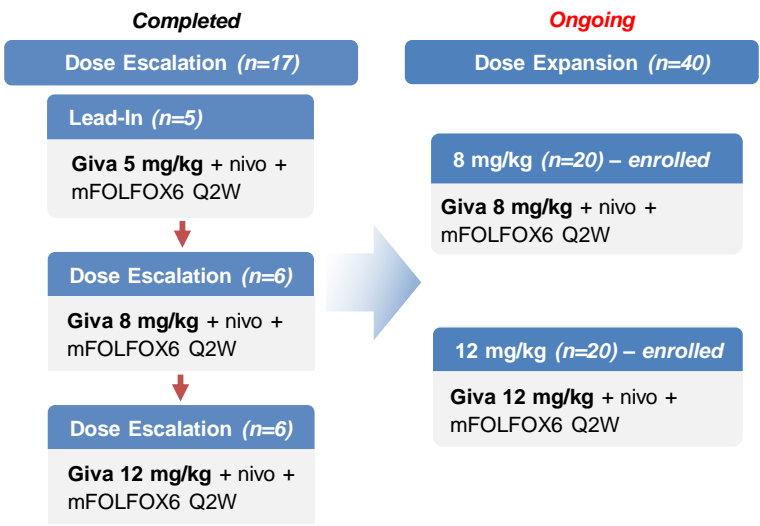 Completed
Dose Escalation (n=17)
Lead-In (n=5)
Giva 5 mg/kg + nivo +
mFOLFOX6 Q2W
Dose Escalation (n=6)
Giva 8 mg/kg + nivo +
mFOLFOX6 Q2W
Dose Escalation (n=6)
Giva 12 mg/kg + nivo +
mFOLFOX6 Q2W
Ongoing
Dose Expansion (n=40)
8 mg/kg (n=20) – enrolled
Giva 8 mg/kg + nivo +
mFOLFOX6 Q2W
12 mg/kg (n=20) – enrolled
Giva 12 mg/kg + nivo +
mFOLFOX6 Q2W